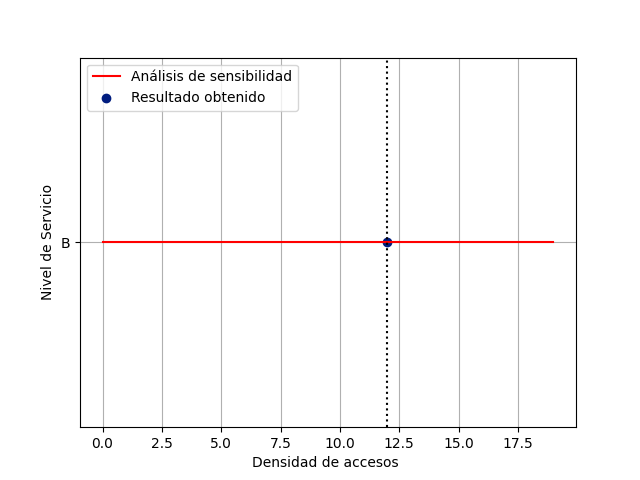 Análisis de sensibilidad
Resultado obtenido
Nivel de Servicio
B
0.0 2.5 5.0 7.5 10.0 12.5 15.0 17.5
Densidad de accesos